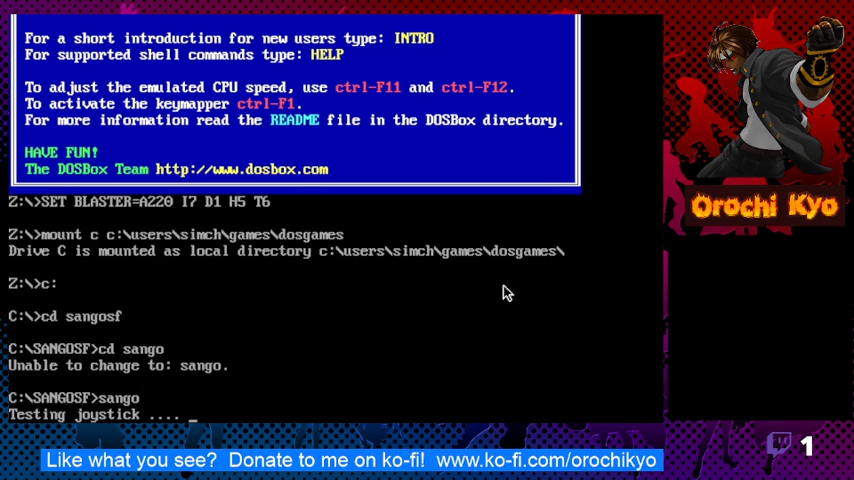 For a short introduction for new users type: INTRO
For supported shell commands type: HELP
To adjust the emulated CPU speed, use ctrl-F11 and ctrl-F12.
To activate the keymapper ctrl-F1.
For more information read the README file in the DOSBox directory.
HAVE FUN!
The DOSBox Team http://www.dosbox.com
Z:\>SET BLASTER=A220 I7 D1 H5 T6
Z:\>mount c c:\users\simch\games\dosgames
Drive C is mounted as local directory c:\users\simch\games\dosgames\
Z:\>c:
C:\>cd sangosf
C:\SANGOSF>cd sango
Unable to change to: sango.
C:\SANGOSF>sango
Testing joystick .... _
Orochi Kyo
1
Like what you see? Donate to me on ko-fi! www.ko-fi.com/orochikyo